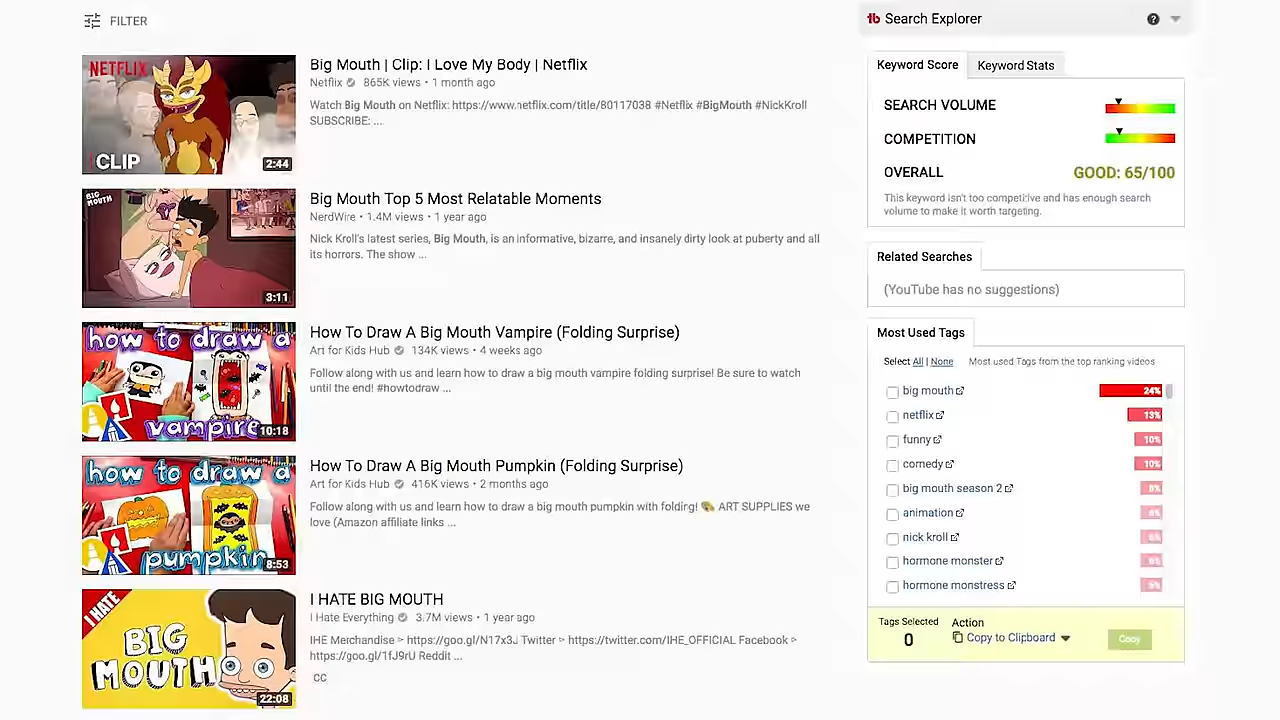 FILTER
NETFLIX
CLIP
2:44
Big Mouth | Clip: I Love My Body | Netflix
Netflix 865K views • 1 month ago
Watch Big Mouth on Netflix: https://www.netflix.com/title/80117038 #Netflix #BigMouth #NickKroll
SUBSCRIBE: ...
BIG
MOUTH
3:11
Big Mouth Top 5 Most Relatable Moments
NerdWire • 1.4M views • 1 year ago
Nick Kroll's latest series, Big Mouth, is an informative, bizarre, and insanely dirty look at puberty and all
its horrors. The show ...
how to draw a
vampire
10:18
How To Draw A Big Mouth Vampire (Folding Surprise)
Art for Kids Hub 134K views • 4 weeks ago
Follow along with us and learn how to draw a big mouth vampire folding surprise! Be sure to watch
until the end! #howtodraw ...
how to draw a
pumpkin
8:53
How To Draw A Big Mouth Pumpkin (Folding Surprise)
Art for Kids Hub 416K views • 2 months ago
Follow along with us and learn how to draw a big mouth pumpkin with folding! 🎨 ART SUPPLIES we
love (Amazon affiliate links ...
I HATE
BIG
MOUTH
22:08
I HATE BIG MOUTH
I Hate Everything 3.7M views • 1 year ago
IHE Merchandise > https://goo.gl/N17x3J Twitter > https://twitter.com/IHE_OFFICIAL Facebook >
https://goo.gl/1fJ9rU Reddit ...
CC
tb Search Explorer ?
Keyword Score Keyword Stats
SEARCH VOLUME
COMPETITION
OVERALL GOOD: 65/100
This keyword isn't too competitive and has enough search
volume to make it worth targeting.
Related Searches
(YouTube has no suggestions)
Most Used Tags
Select All | None Most used Tags from the top ranking videos
big mouth 24%
netflix 13%
funny 10%
comedy 10%
big mouth season 2 8%
animation
nick kroll
hormone monster
hormone monstress
Tags Selected
0
Action
Copy to Clipboard
Copy